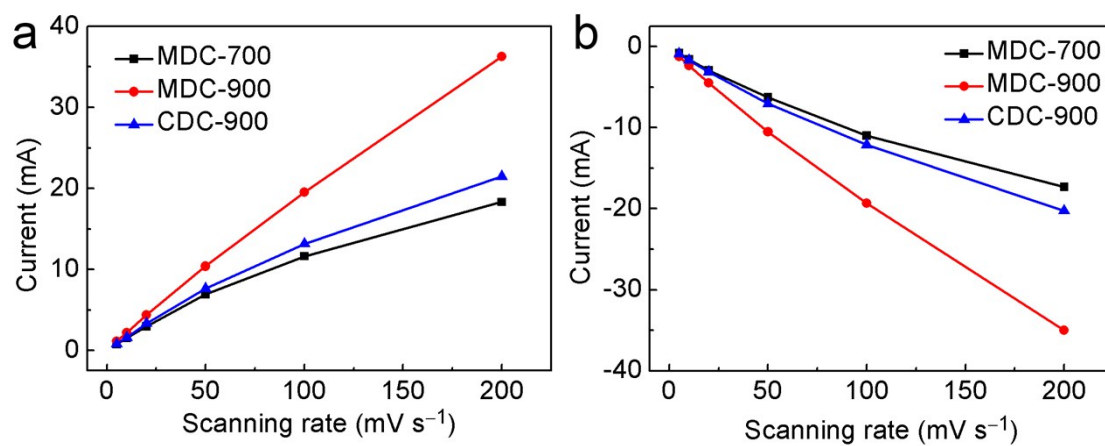 a
40
30
20
10
0
Current (mA)
MDC-700
MDC-900
CDC-900
0 50 100 150 200
Scanning rate (mV s⁻¹)
b
0
-10
-20
-30
-40
Current (mA)
MDC-700
MDC-900
CDC-900
0 50 100 150 200
Scanning rate (mV s⁻¹)